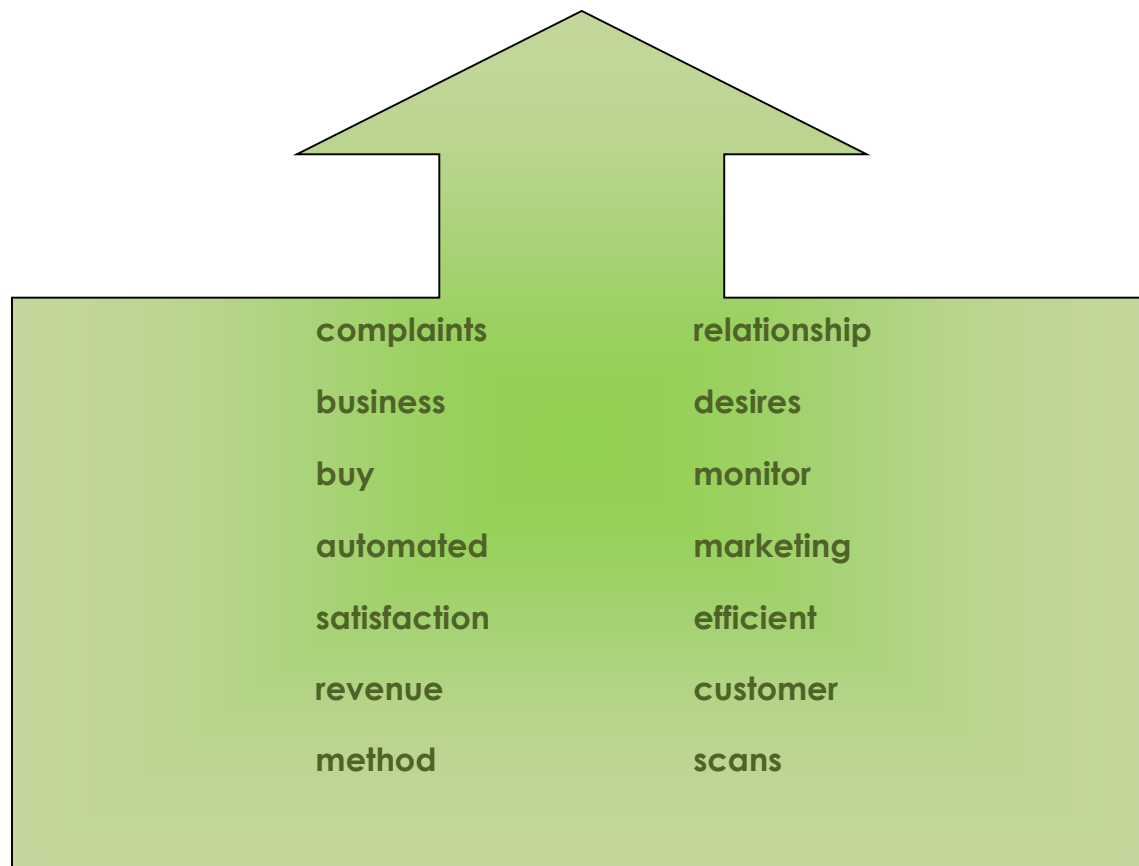 complaints relationship
business desires
buy monitor
automated marketing
satisfaction efficient
revenue customer
method scans